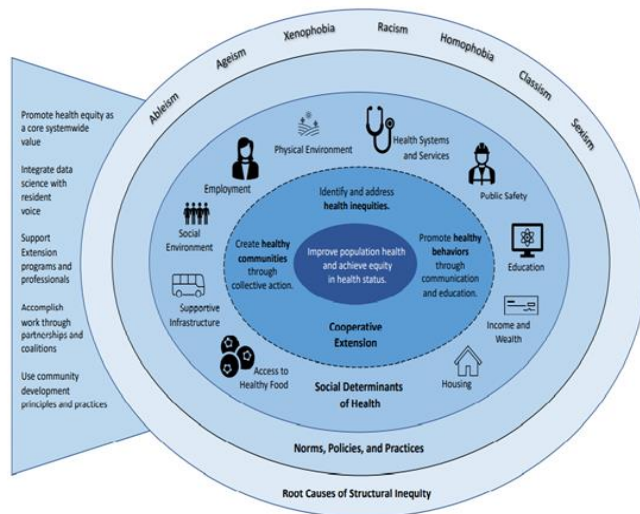 Ableism
Ageism
Xenophobia
Racism
Homophobia
Classism
Sexism
Promote health equity as
a core systemwide
value
Integrate data
science with
resident
voice
Support
Extension
programs and
professionals
Accomplish
work through
partnerships and
coalitions
Use community
development
principles and practices
Physical Environment
Health Systems
and Services
Employment
Public Safety
Social
Environment
Education
Supportive
Infrastructure
Income and
Wealth
Access to
Healthy Food
Housing
Identify and address
health inequities.
Create healthy
communities
through
collective action.
Improve population health
and achieve equity
in health status.
Promote healthy
behaviors
through
communication
and education.
Cooperative
Extension
Social Determinants
of Health
Norms, Policies, and Practices
Root Causes of Structural Inequity